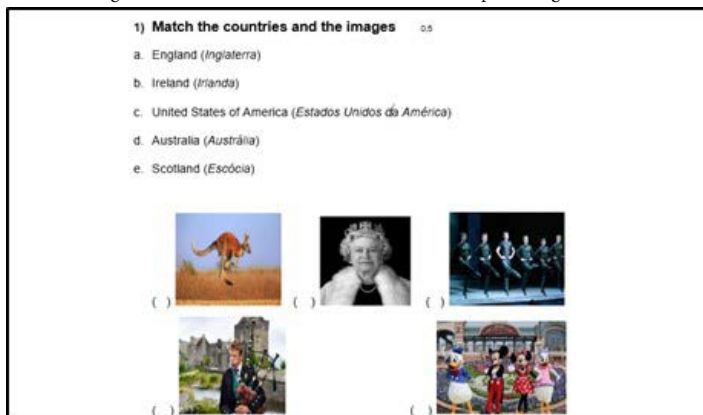 1) Match the countries and the images 0,5
a. England (Inglaterra)
b. Ireland (Irlanda)
c. United States of America (Estados Unidos da América)
d. Australia (Austrália)
e. Scotland (Escócia)
( ) ( ) ( )
( ) ( )